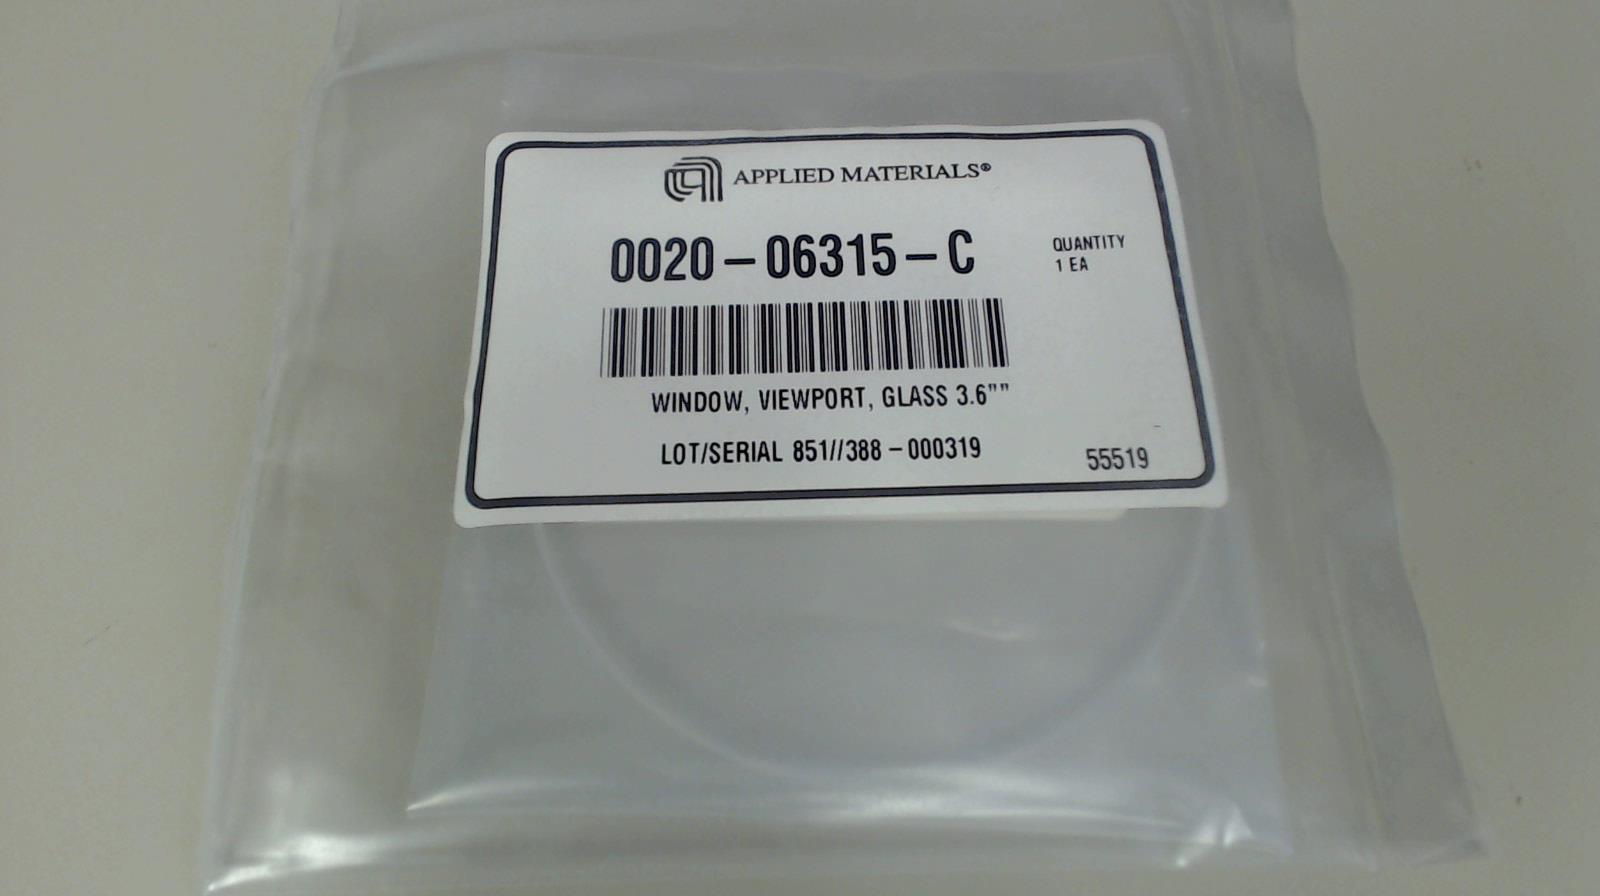 APPLIED MATERIALS®
0020-06315-C
QUANTITY
1 EA
WINDOW, VIEWPORT, GLASS 3.6""
LOT/SERIAL 851//388-000319
55519